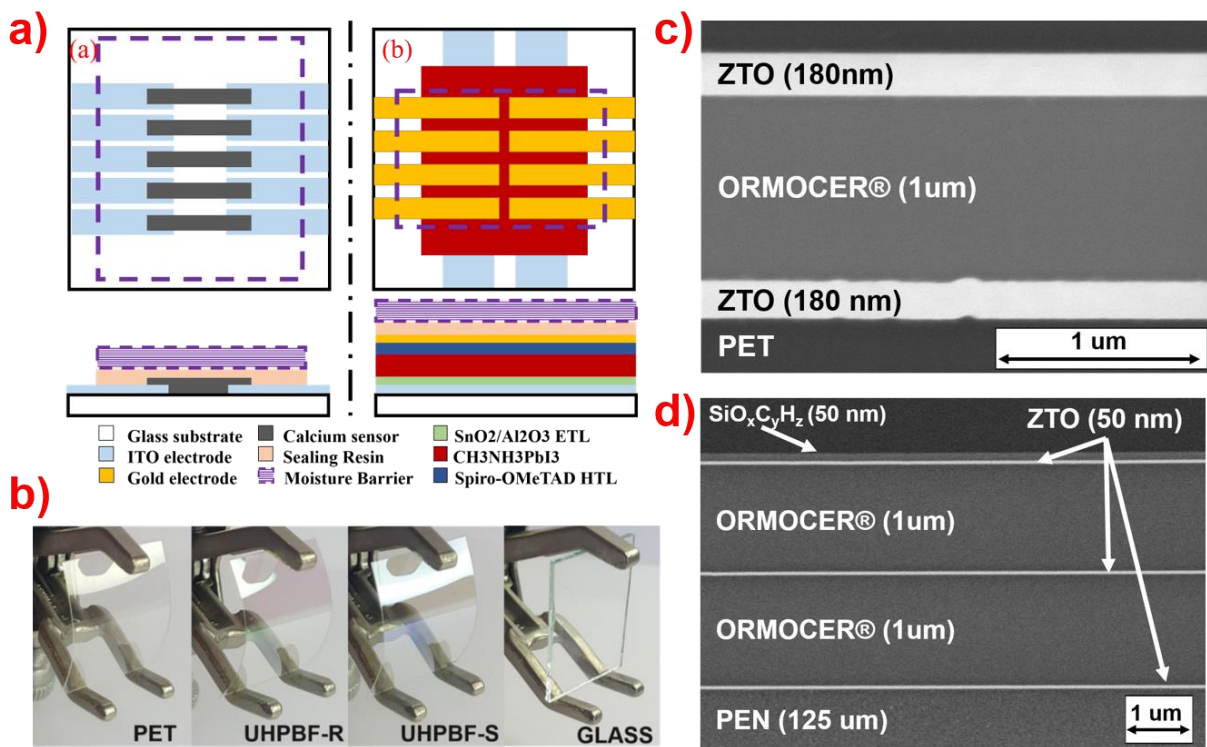 a)
(a)
(b)
Glass substrate
Calcium sensor
SnO2/Al2O3 ETL
ITO electrode
Sealing Resin
CH3NH3PbI3
Gold electrode
Moisture Barrier
Spiro-OMeTAD HTL
b)
PET
UHPBF-R
UHPBF-S
GLASS
c)
ZTO (180nm)
ORMOCER® (1um)
ZTO (180 nm)
PET
1 um
d)
SiOxCyHz (50 nm)
ZTO (50 nm)
ORMOCER® (1um)
ORMOCER® (1um)
PEN (125 um)
1 um